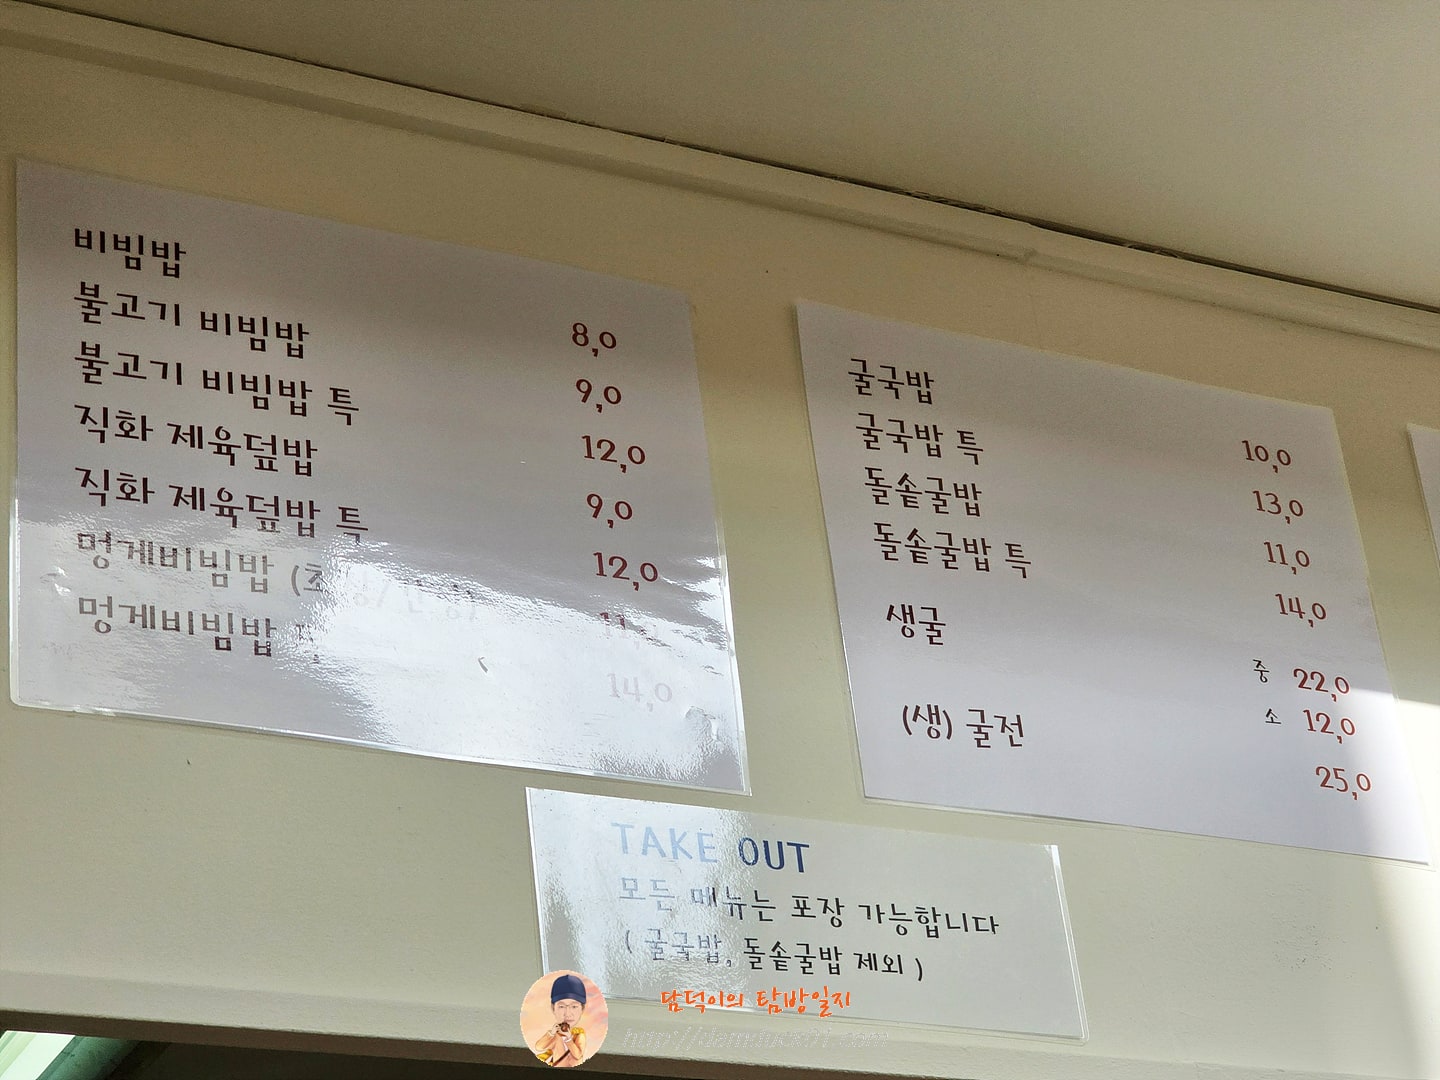 비빔밥 8,0
불고기 비빔밥 9,0
불고기 비빔밥 특 12,0
직화 제육덮밥 9,0
직화 제육덮밥 특 12,0
멍게비빔밥
멍게비빔밥 14,0
굴국밥 10,0
굴국밥 특 13,0
돌솥굴밥 11,0
돌솥굴밥 특 14,0
생굴 중 22,0
소 12,0
(생) 굴전 25,0
TAKE OUT
모든 메뉴는 포장 가능합니다
( 굴국밥, 돌솥굴밥 제외 )
담덕이의 탐방일지